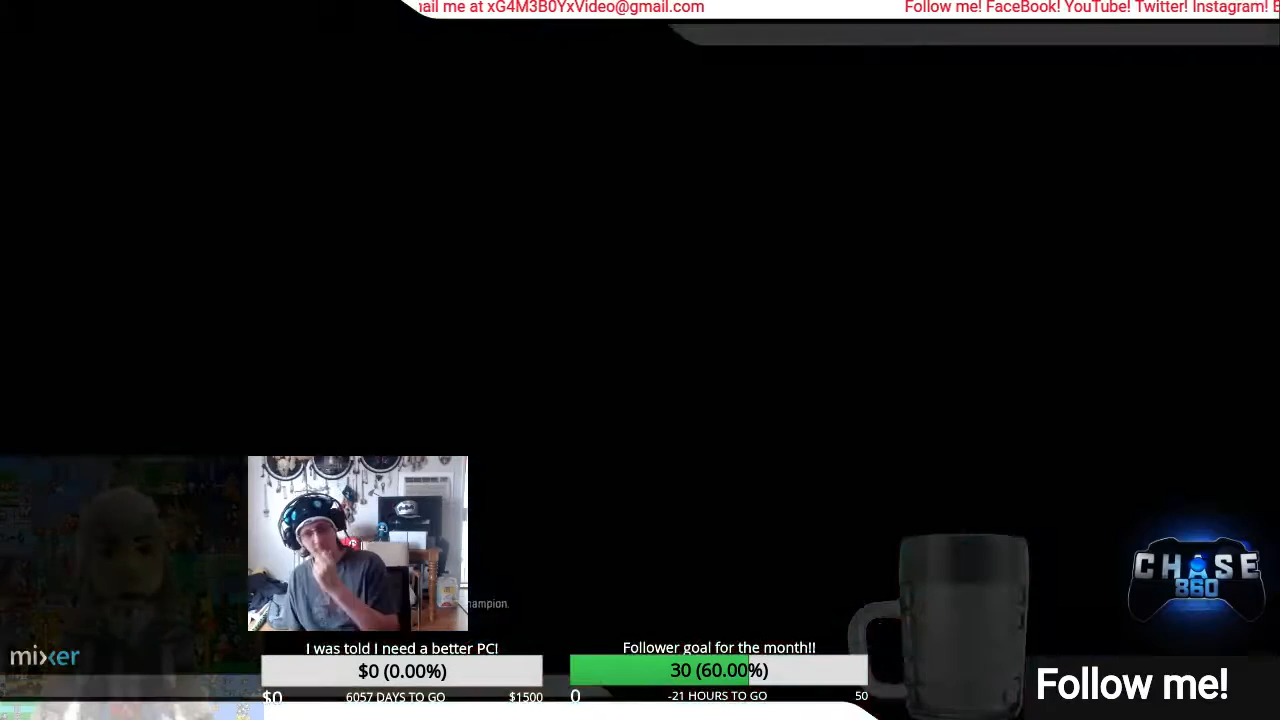 ail me at xG4M3B0YxVideo@gmail.com
Follow me! FaceBook! YouTube! Twitter! Instagram!
hampion.
CHASE
860
I was told I need a better PC!
$0 (0.00%)
$0 6057 DAYS TO GO $1500
Follower goal for the month!!
30 (60.00%)
0 -21 HOURS TO GO 50
mixer
Follow me!